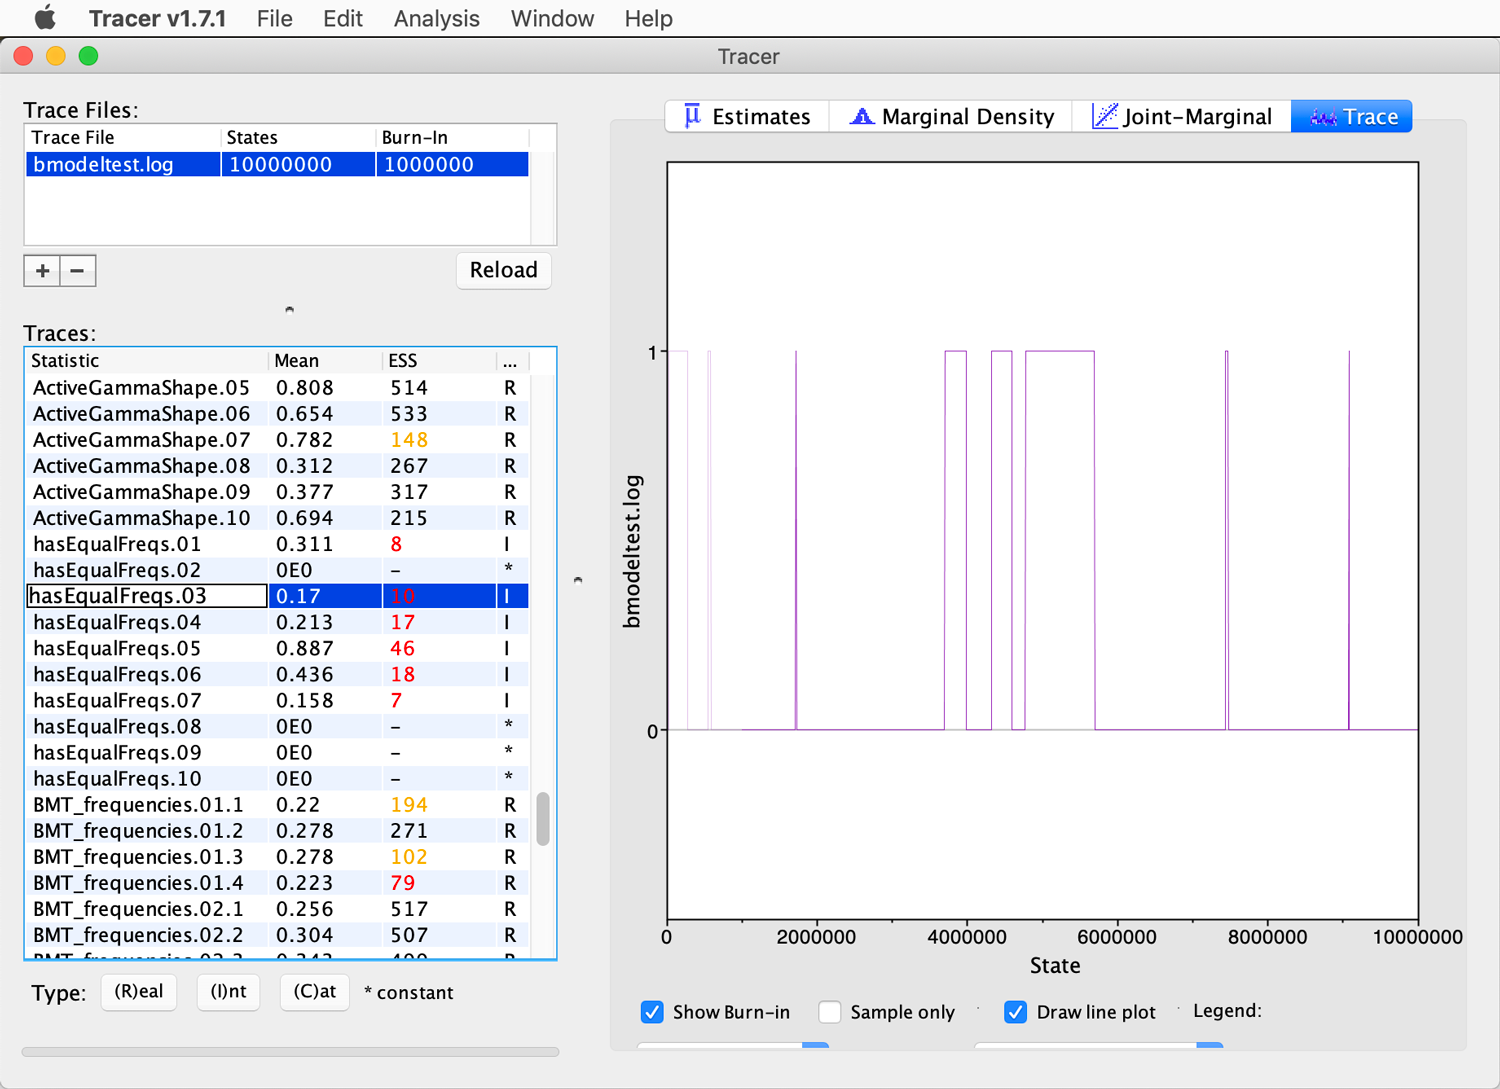 Tracer v1.7.1 File Edit Analysis Window Help
Tracer
Trace Files:
Trace File States Burn-In
bmodeltest.log 10000000 1000000
+ − Reload
Traces:
Statistic Mean ESS ...
ActiveGammaShape.05 0.808 514 R
ActiveGammaShape.06 0.654 533 R
ActiveGammaShape.07 0.782 148 R
ActiveGammaShape.08 0.312 267 R
ActiveGammaShape.09 0.377 317 R
ActiveGammaShape.10 0.694 215 R
hasEqualFreqs.01 0.311 8 I
hasEqualFreqs.02 0E0 - *
hasEqualFreqs.03 0.17 10 I
hasEqualFreqs.04 0.213 17 I
hasEqualFreqs.05 0.887 46 I
hasEqualFreqs.06 0.436 18 I
hasEqualFreqs.07 0.158 7 I
hasEqualFreqs.08 0E0 - *
hasEqualFreqs.09 0E0 - *
hasEqualFreqs.10 0E0 - *
BMT_frequencies.01.1 0.22 194 R
BMT_frequencies.01.2 0.278 271 R
BMT_frequencies.01.3 0.278 102 R
BMT_frequencies.01.4 0.223 79 R
BMT_frequencies.02.1 0.256 517 R
BMT_frequencies.02.2 0.304 507 R
Type: (R)eal (I)nt (C)at * constant
Estimates Marginal Density Joint-Marginal Trace
bmodeltest.log
1
0
0 2000000 4000000 6000000 8000000 10000000
State
Show Burn-in Sample only Draw line plot Legend: